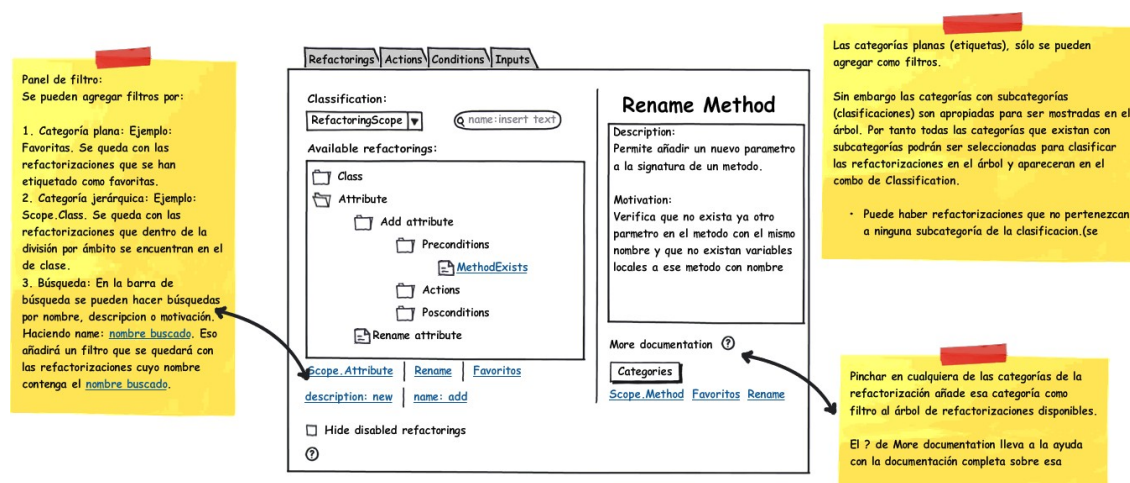 Panel de filtro:
Se pueden agregar filtros por:
1. Categoría plana: Ejemplo:
Favoritas. Se queda con las
refactorizaciones que se han
etiquetado como favoritas.
2. Categoría jerárquica: Ejemplo:
Scope.Class. Se queda con las
refactorizaciones que dentro de la
división por ámbito se encuentran en el
de clase.
3. Búsqueda: En la barra de
búsqueda se pueden hacer búsquedas
por nombre, descripcion o motivación.
Haciendo name: nombre buscado. Eso
añadirá un filtro que se quedará con
las refactorizaciones cuyo nombre
contenga el nombre buscado.
Refactorings Actions Conditions Inputs
Classification:
RefactoringScope
name:insert text
Available refactorings:
Class
Attribute
Add attribute
Preconditions
MethodExists
Actions
Posconditions
Rename attribute
Scope.Attribute Rename Favoritos
description: new name: add
Hide disabled refactorings
?
Rename Method
Description:
Permite añadir un nuevo parametro
a la signatura de un metodo.
Motivation:
Verifica que no exista ya otro
parmetro en el metodo con el mismo
nombre y que no existan variables
locales a ese metodo con nombre
More documentation ?
Categories
Scope.Method Favoritos Rename
Las categorías planas (etiquetas), sólo se pueden
agregar como filtros.
Sin embargo las categorías con subcategorías
(clasificaciones) son apropiadas para ser mostradas en el
árbol. Por tanto todas las categorías que existan con
subcategorías podrán ser seleccionadas para clasificar
las refactorizaciones en el árbol y apareceran en el
combo de Classification.
• Puede haber refactorizaciones que no pertenezcan
a ninguna subcategoría de la clasificacion.(se
Pinchar en cualquiera de las categorías de la
refactorización añade esa categoría como
filtro al árbol de refactorizaciones disponibles.
El ? de More documentation lleva a la ayuda
con la documentación completa sobre esa